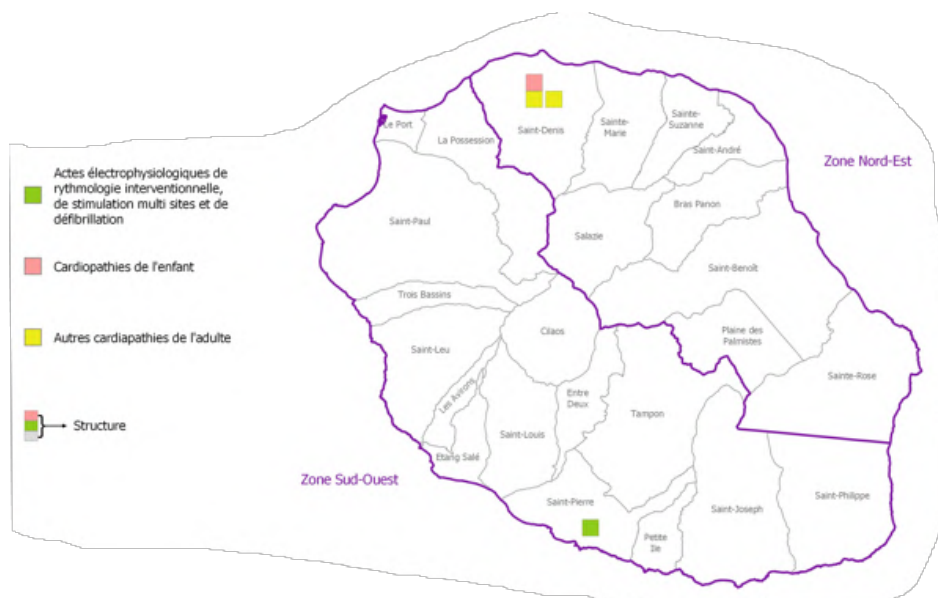 Actes électrophysiologiques de
rythmologie interventionnelle,
de stimulation multi sites et de
défibrillation
Cardiopathies de l'enfant
Autres cardiapathies de l'adulte
Structure
Zone Nord-Est
Zone Sud-Ouest
Le Port
La Possession
Saint-Denis
Sainte-
Marie
Sainte-
Suzanne
Saint-André
Bras Panon
Saint-Paul
Salazie
Saint-Benoît
Trois Bassins
Cilaos
Plaine des
Palmistes
Saint-Leu
Sainte-Rose
Les Avirons
Entre
Deux
Tampon
Saint-Louis
Etang Salé
Saint-Pierre
Petite
Ile
Saint-Joseph
Saint-Philippe